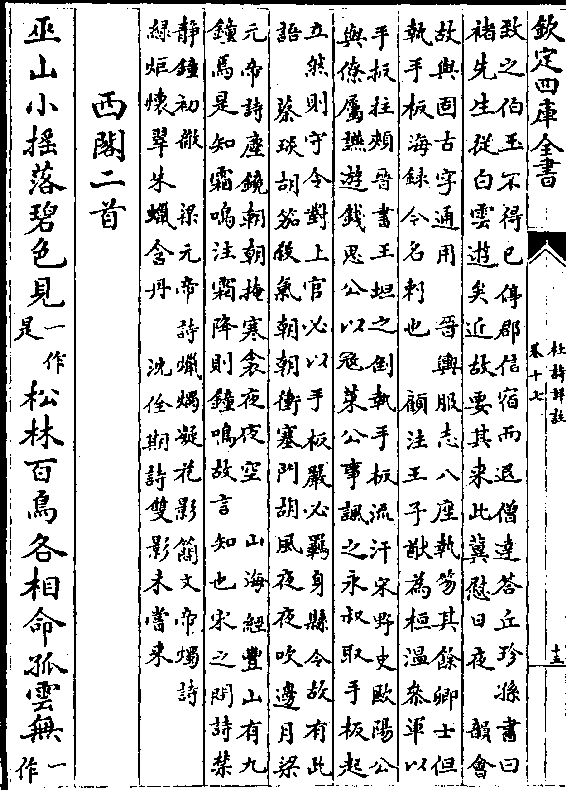 欽定四庫全書
杜詩詳註
卷十七
十三
致之伯玉不得已停郡信宿而退僧達答丘珍孫書曰
褚先生從白雲遊矣近故要其來此冀慰日夜　韻會
故與固古字通用　晉輿服志八座執笏其餘卿士但
執手板海録今名刺也　顧注王子猷為桓溫參軍以
手板拄頰晉書王坦之倒執手板流汗宋野史歐陽公
與僚屬讌遊錢思公以冦萊公事諷之永叔取手板起
立然則守令對上官必以手板嚴必覊身縣令故有此
語　蔡琰胡笳殺氣朝朝衝塞門胡風夜夜吹邊月梁
元帝詩塵鏡朝朝掩寒衾夜夜空　山海經豐山有九
鐘焉是知霜鳴注霜降則鐘鳴故言知也宋之問詩禁
静鐘初徹　梁元帝詩蠟燭凝花影簡文帝燭詩
緑炬懷翠朱蠟含丹　沈佺期詩雙影未嘗來
西閣二首
巫山小摇落碧色見一作是松林百鳥各相命孤雲無一作